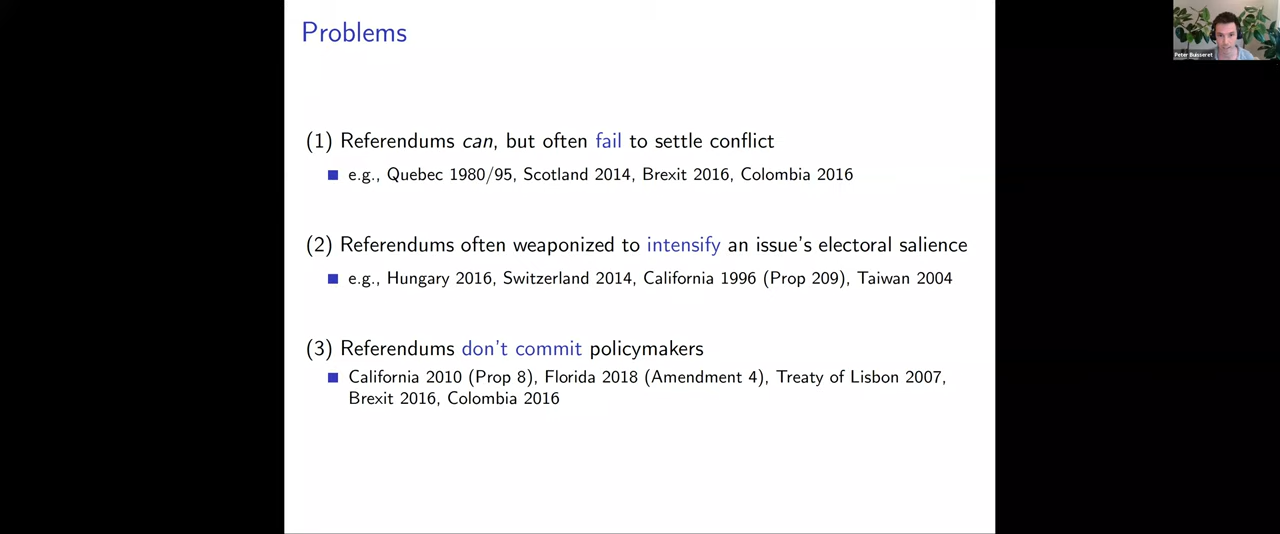 Problems
Peter Buisseret
(1) Referendums can, but often fail to settle conflict
■ e.g., Quebec 1980/95, Scotland 2014, Brexit 2016, Colombia 2016
(2) Referendums often weaponized to intensify an issue's electoral salience
■ e.g., Hungary 2016, Switzerland 2014, California 1996 (Prop 209), Taiwan 2004
(3) Referendums don't commit policymakers
■ California 2010 (Prop 8), Florida 2018 (Amendment 4), Treaty of Lisbon 2007,
Brexit 2016, Colombia 2016